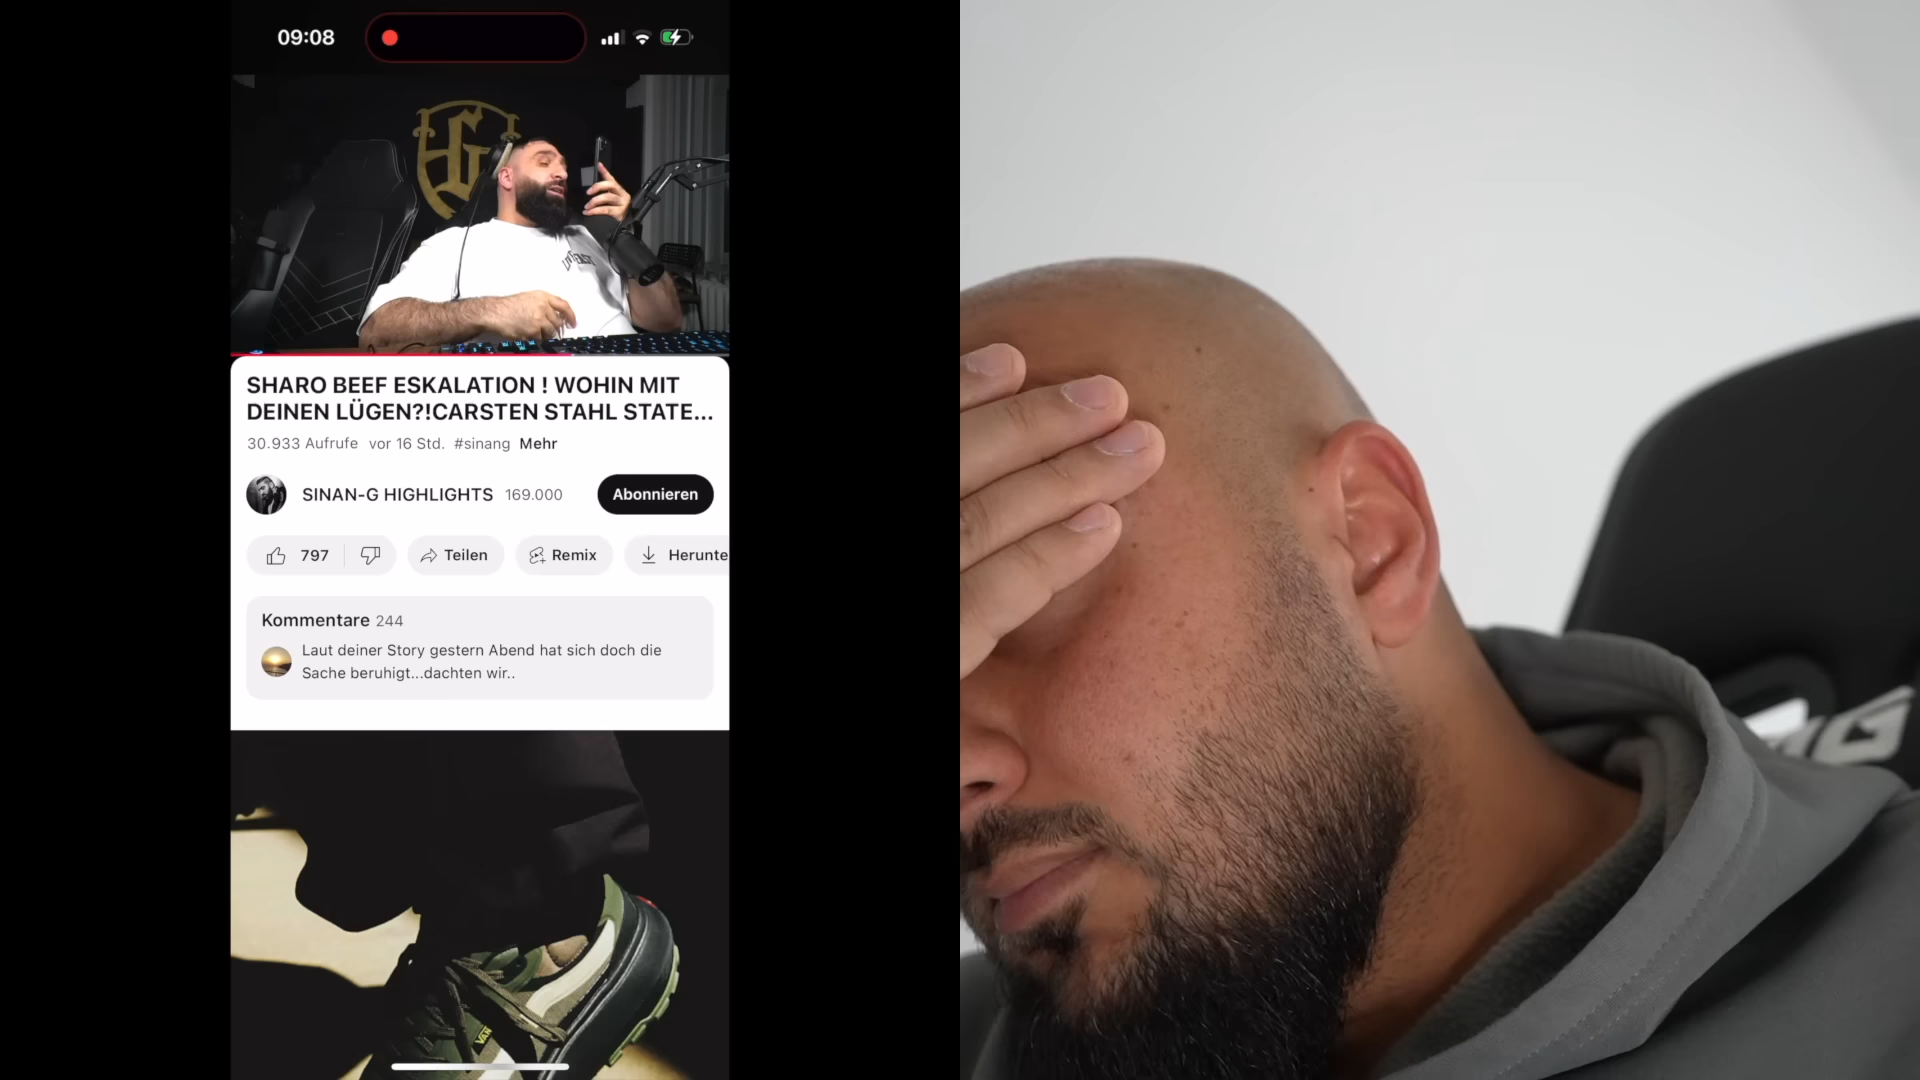 09:08
SHARO BEEF ESKALATION ! WOHIN MIT
DEINEN LÜGEN?!CARSTEN STAHL STATE...
30.933 Aufrufe vor 16 Std. #sinang Mehr
SINAN-G HIGHLIGHTS 169.000 Abonnieren
797 Teilen Remix Herunte
Kommentare 244
Laut deiner Story gestern Abend hat sich doch die
Sache beruhigt...dachten wir..